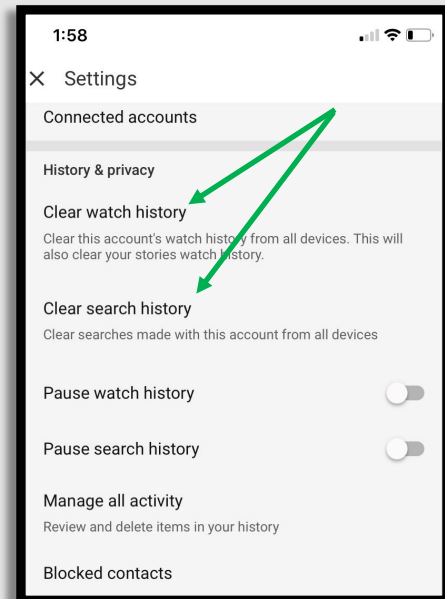 1:58
Settings
Connected accounts
History & privacy
Clear watch history
Clear this account's watch history from all devices. This will
also clear your stories watch history.
Clear search history
Clear searches made with this account from all devices
Pause watch history
Pause search history
Manage all activity
Review and delete items in your history
Blocked contacts